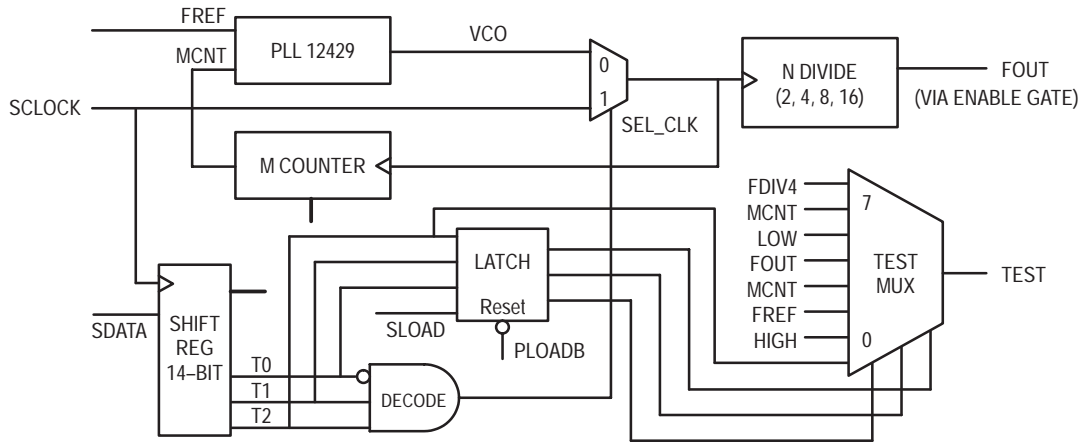 FREF
MCNT
PLL 12429
VCO
0
1
SCLOCK
SEL_CLK
N DIVIDE
(2, 4, 8, 16)
FOUT
(VIA ENABLE GATE)
M COUNTER
FDIV4
MCNT
LOW
FOUT
MCNT
FREF
HIGH
7
TEST
MUX
0
TEST
LATCH
Reset
SLOAD
PLOADB
SDATA
SHIFT
REG
14–BIT
T0
T1
T2
DECODE